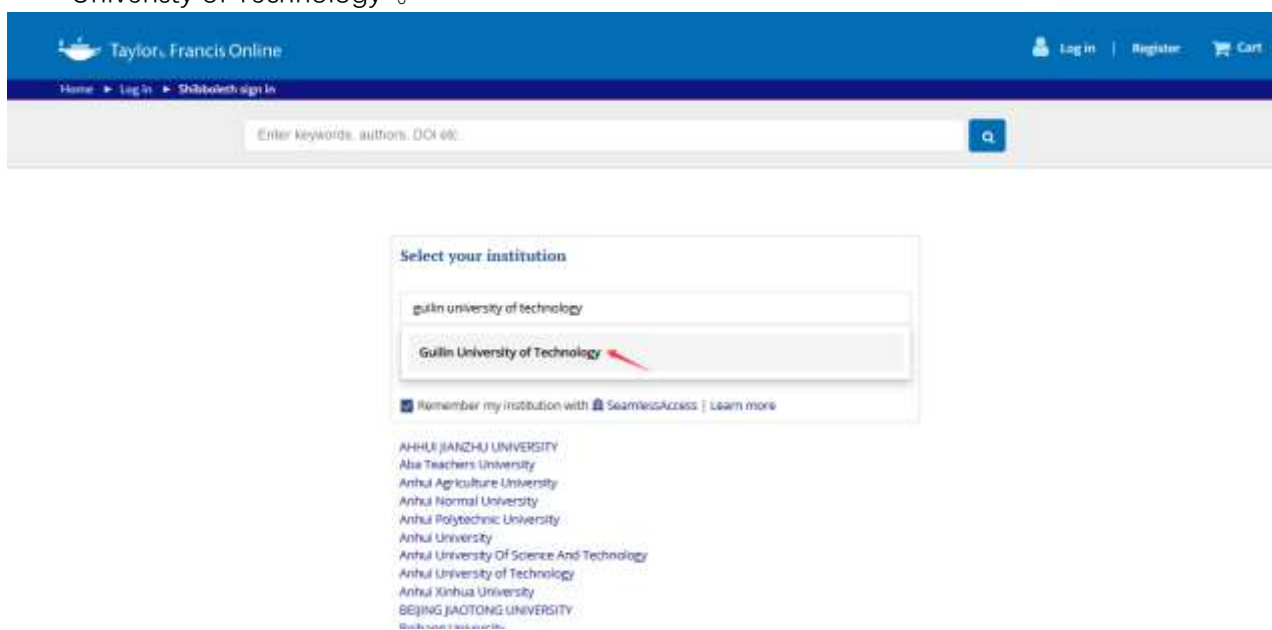 University of Technology”。
Taylor & Francis Online
Log in | Register Cart
Home ▶ Log in ▶ Shibboleth sign in
Enter keywords, authors, DOI etc.
Select your institution
guilin university of technology
Guilin University of Technology
Remember my institution with SeamlessAccess | Learn more
AHHUI JIANZHU UNIVERSITY
Aba Teachers University
Anhui Agriculture University
Anhui Normal University
Anhui Polytechnic University
Anhui University
Anhui University Of Science And Technology
Anhui University of Technology
Anhui Xinhua University
BEIJING JIAOTONG UNIVERSITY
Beihang University